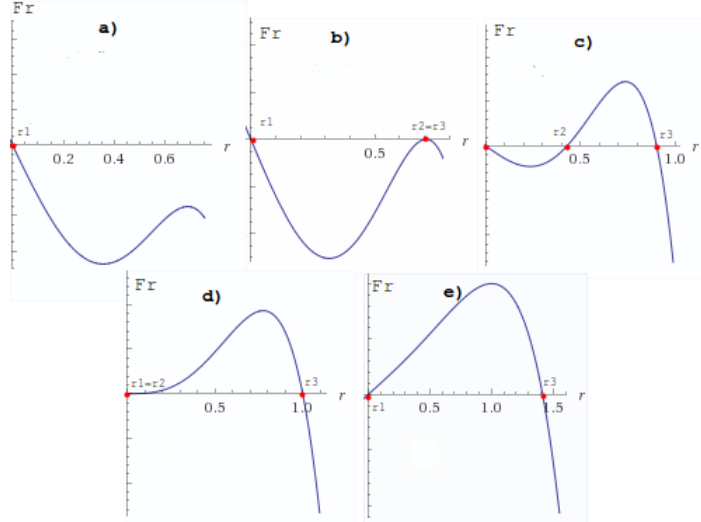 Fr
a)
r1
0.2 0.4 0.6 r
Fr
b)
r1
r2=r3
0.5 r
Fr
c)
r2 r3
0.5 1.0 r
Fr
d)
r1=r2
r3
0.5 1.0 r
Fr
e)
r3
r1
0.5 1.0 1.5 r